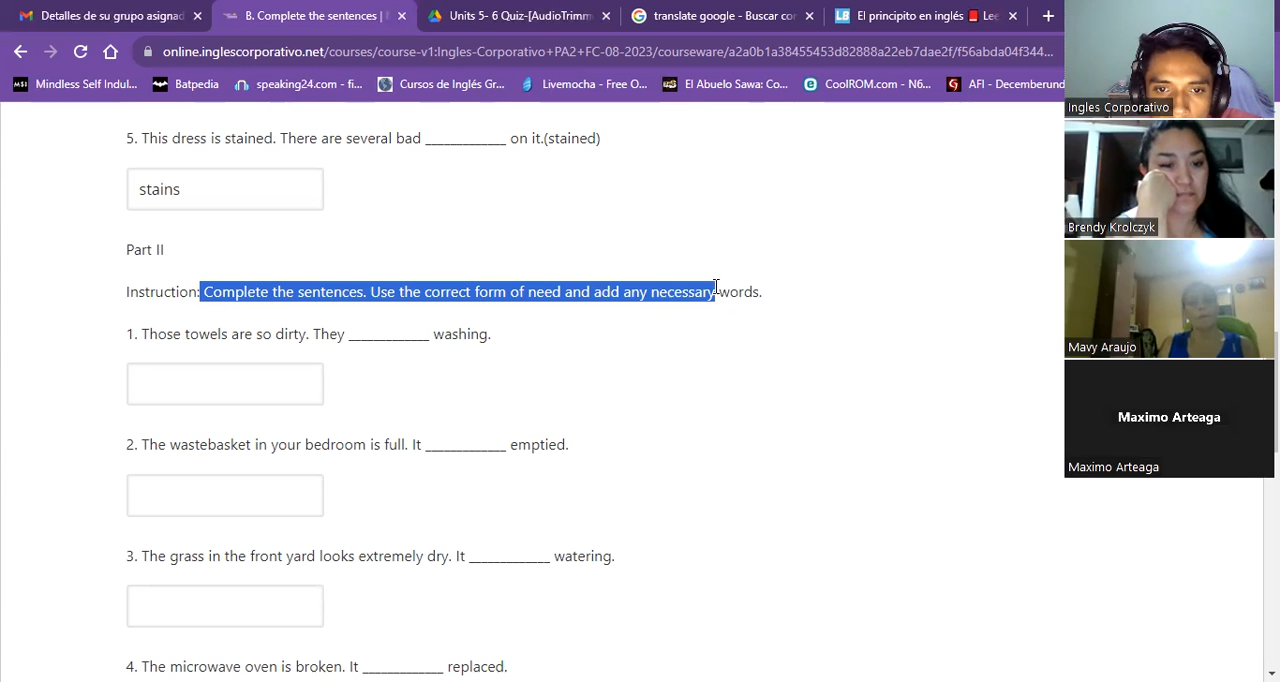 Detalles de su grupo asignad
B. Complete the sentences |
Units 5- 6 Quiz-[AudioTrimm
translate google - Buscar co
El principito en inglés 📕 Lee
online.inglescorporativo.net/courses/course-v1:Ingles-Corporativo+PA2+FC-08-2023/courseware/a2a0b1a38455453d82888a22eb7dae2f/f56abda04f344...
Mindless Self Indul...
Batpedia
speaking24.com - fi...
Cursos de Inglés Gr...
Livemocha - Free O...
El Abuelo Sawa: Co...
CoolROM.com - N6...
AFI - Decemberund
5. This dress is stained. There are several bad ____________ on it.(stained)
stains
Part II
Instruction: Complete the sentences. Use the correct form of need and add any necessary words.
1. Those towels are so dirty. They ____________ washing.
2. The wastebasket in your bedroom is full. It ____________ emptied.
3. The grass in the front yard looks extremely dry. It ____________ watering.
4. The microwave oven is broken. It ____________ replaced.
Ingles Corporativo
Brendy Krolczyk
Mavy Araujo
Maximo Arteaga
Maximo Arteaga